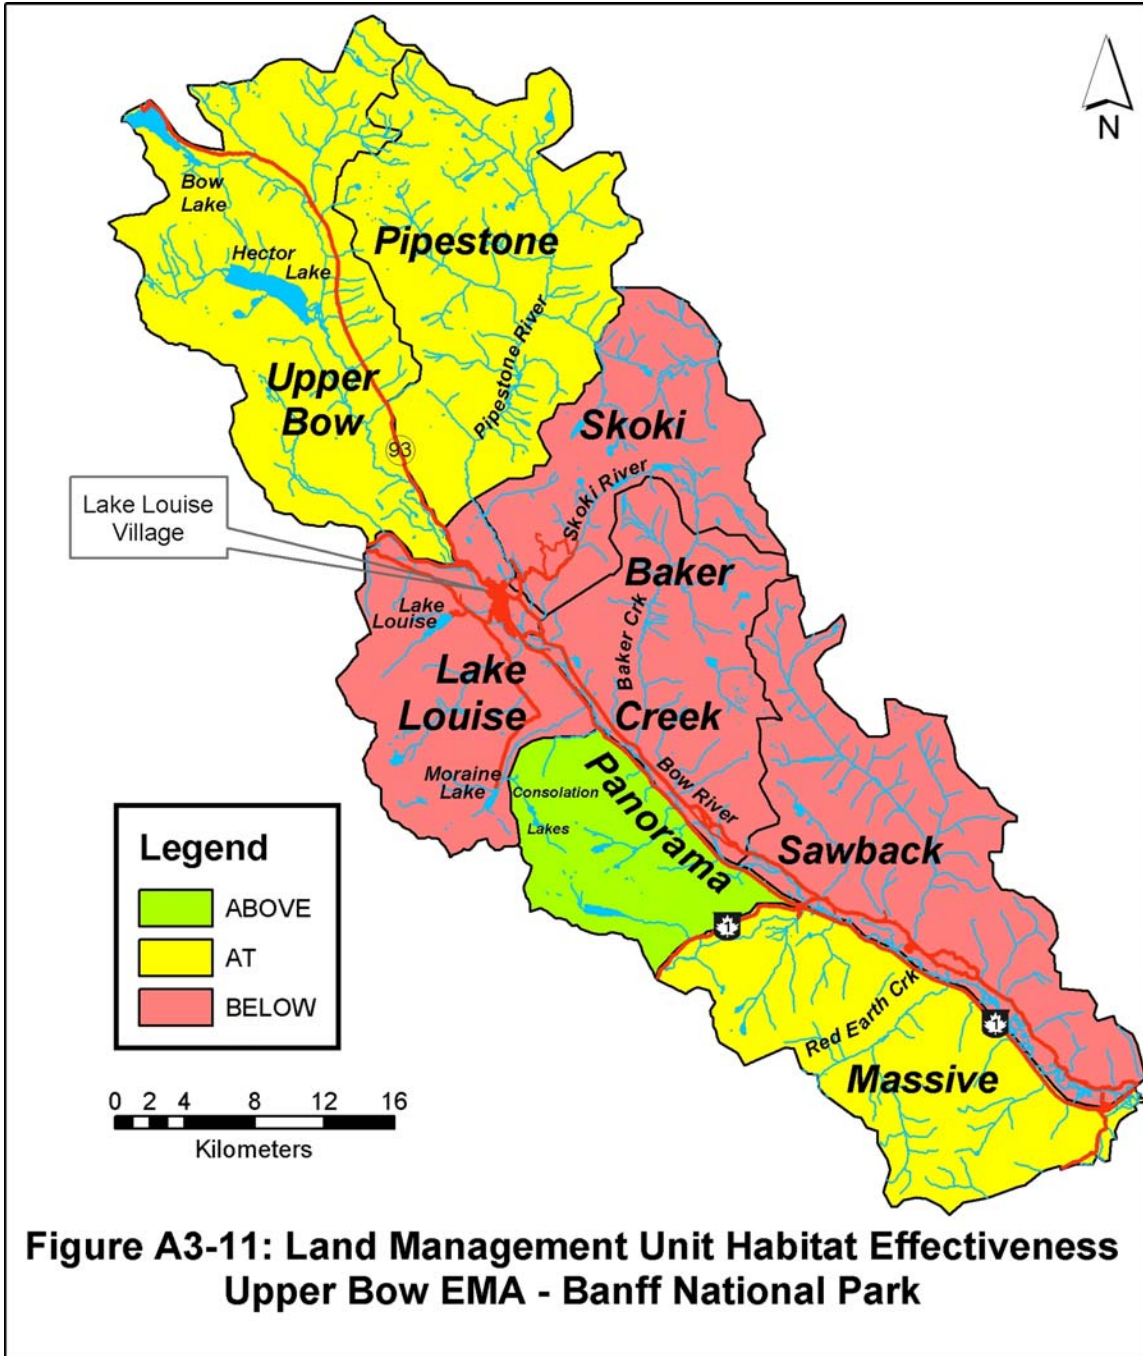 N
Bow
Lake
Hector
Lake
Pipestone
Pipestone River
Upper
Bow
93
Skoki
Skoki River
Lake Louise
Village
Baker
Baker Crk
Lake
Louise
Lake
Louise
Creek
Moraine
Lake
Consolation
Lakes
Panorama
Bow River
Sawback
1
Red Earth Crk
1
Massive
Legend
ABOVE
AT
BELOW
0 2 4 8 12 16
Kilometers
Figure A3-11: Land Management Unit Habitat Effectiveness
Upper Bow EMA - Banff National Park